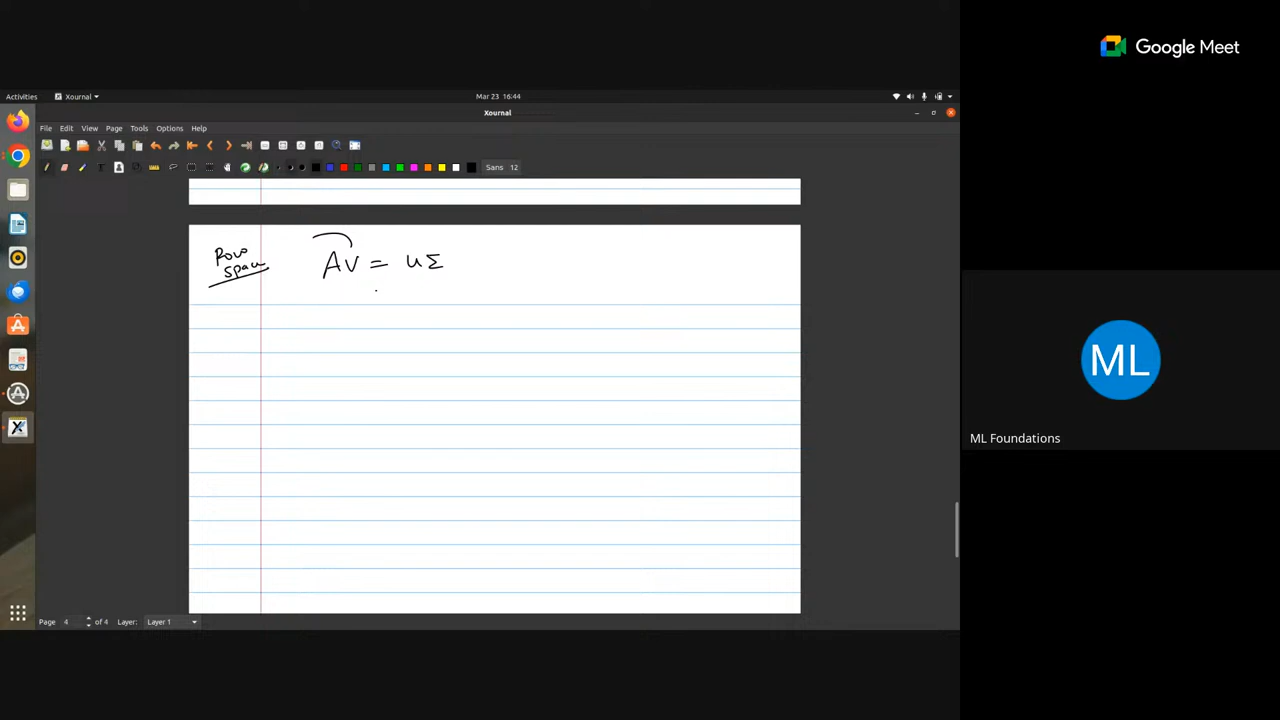 Google Meet
Activities
Xournal
Mar 23 16:44
Xournal
File Edit View Page Tools Options Help
Sans 12
Row
space
AV = UΣ
ML
ML Foundations
Page 4 of 4 Layer: Layer 1